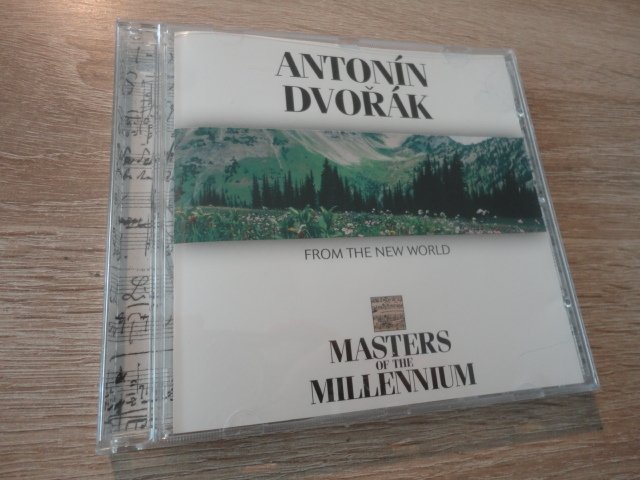 ANTONÍN
DVOŘÁK
FROM THE NEW WORLD
MASTERS
OF THE
MILLENNIUM